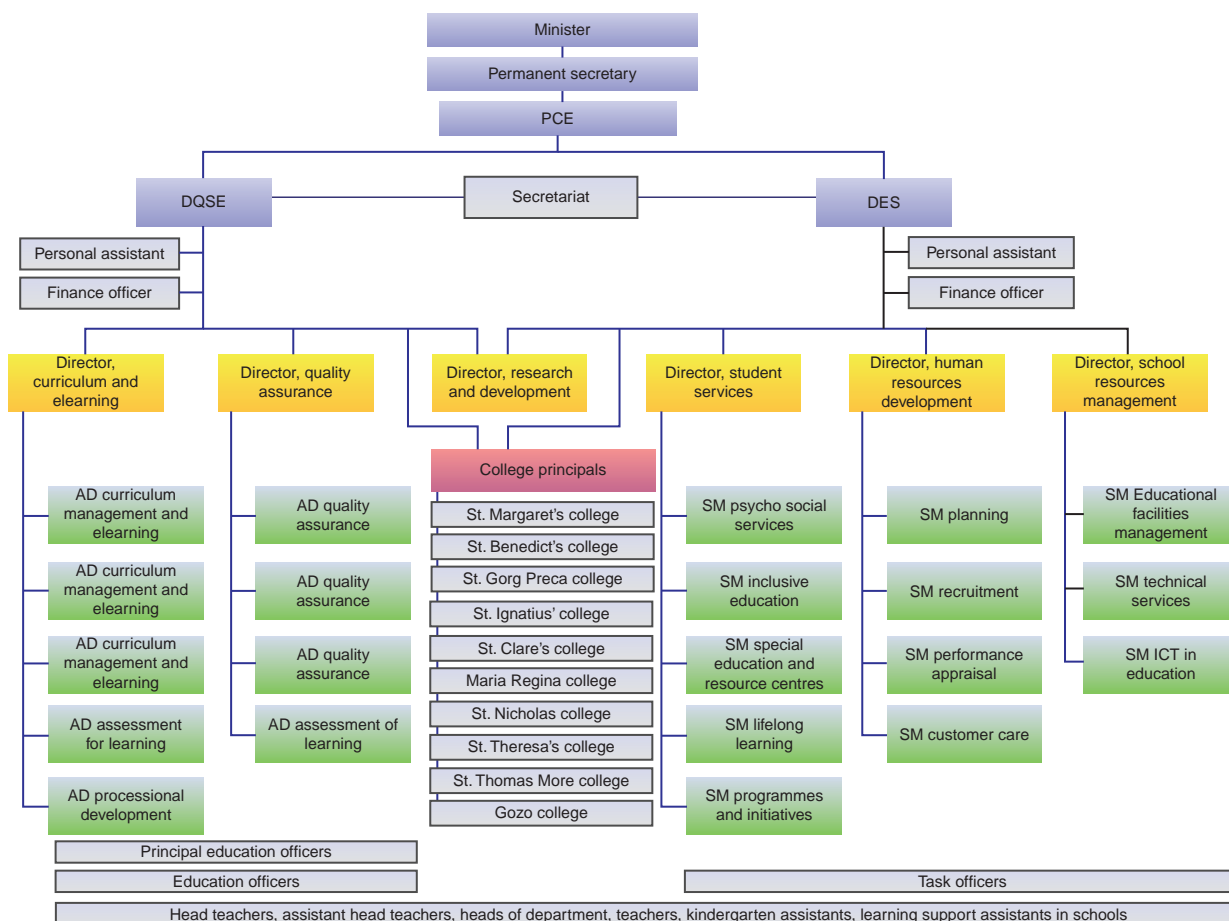 Minister
Permanent secretary
PCE
DQSE
Secretariat
DES
Personal assistant
Finance officer
Personal assistant
Finance officer
Director,
curriculum and
elearning
Director, quality
assurance
Director, research
and development
Director, student
services
Director, human
resources
development
Director, school
resources
management
AD curriculum
management and
elearning
AD curriculum
management and
elearning
AD curriculum
management and
elearning
AD assessment
for learning
AD processional
development
AD quality
assurance
AD quality
assurance
AD quality
assurance
AD assessment of
learning
College principals
St. Margaret's college
St. Benedict's college
St. Gorg Preca college
St. Ignatius' college
St. Clare's college
Maria Regina college
St. Nicholas college
St. Theresa's college
St. Thomas More college
Gozo college
SM psycho social
services
SM inclusive
education
SM special
education and
resource centres
SM lifelong
learning
SM programmes
and initiatives
SM planning
SM recruitment
SM performance
appraisal
SM customer care
SM Educational
facilities
management
SM technical
services
SM ICT in
education
Principal education officers
Education officers
Task officers
Head teachers, assistant head teachers, heads of department, teachers, kindergarten assistants, learning support assistants in schools